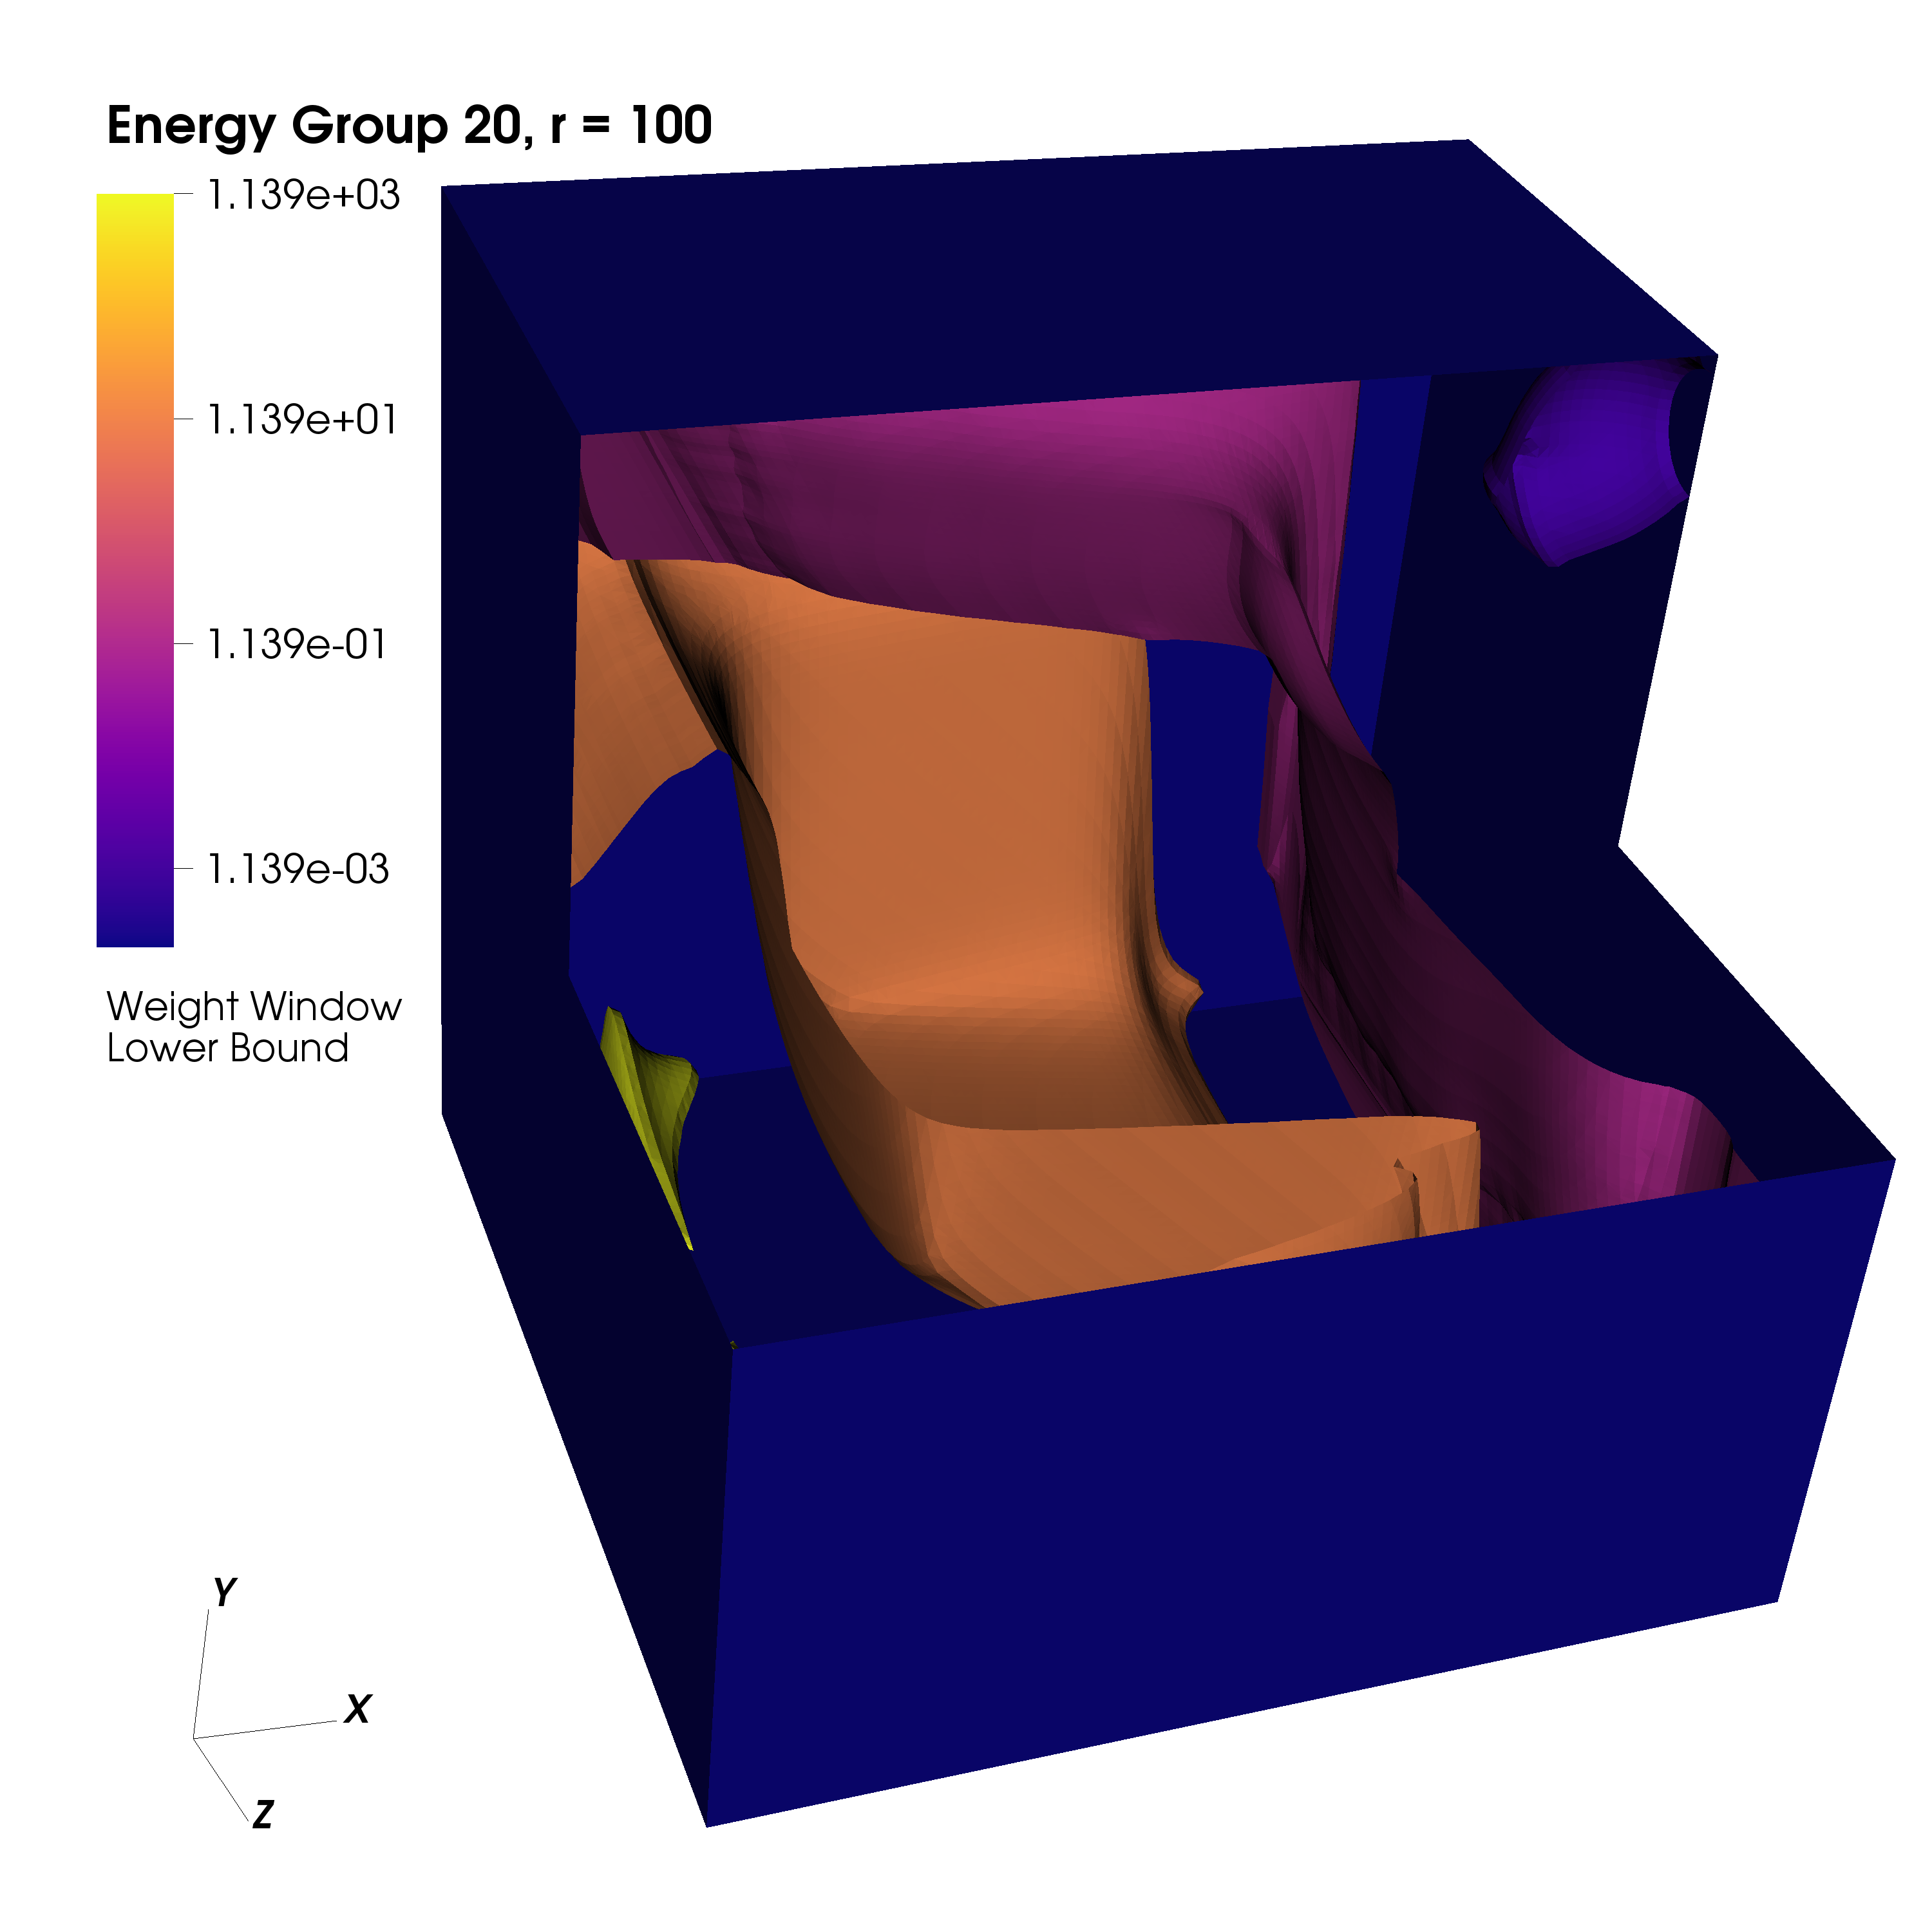 Energy Group 20, r = 100
1.139e+03
1.139e+01
1.139e-01
1.139e-03
Weight Window
Lower Bound
Y
X
Z